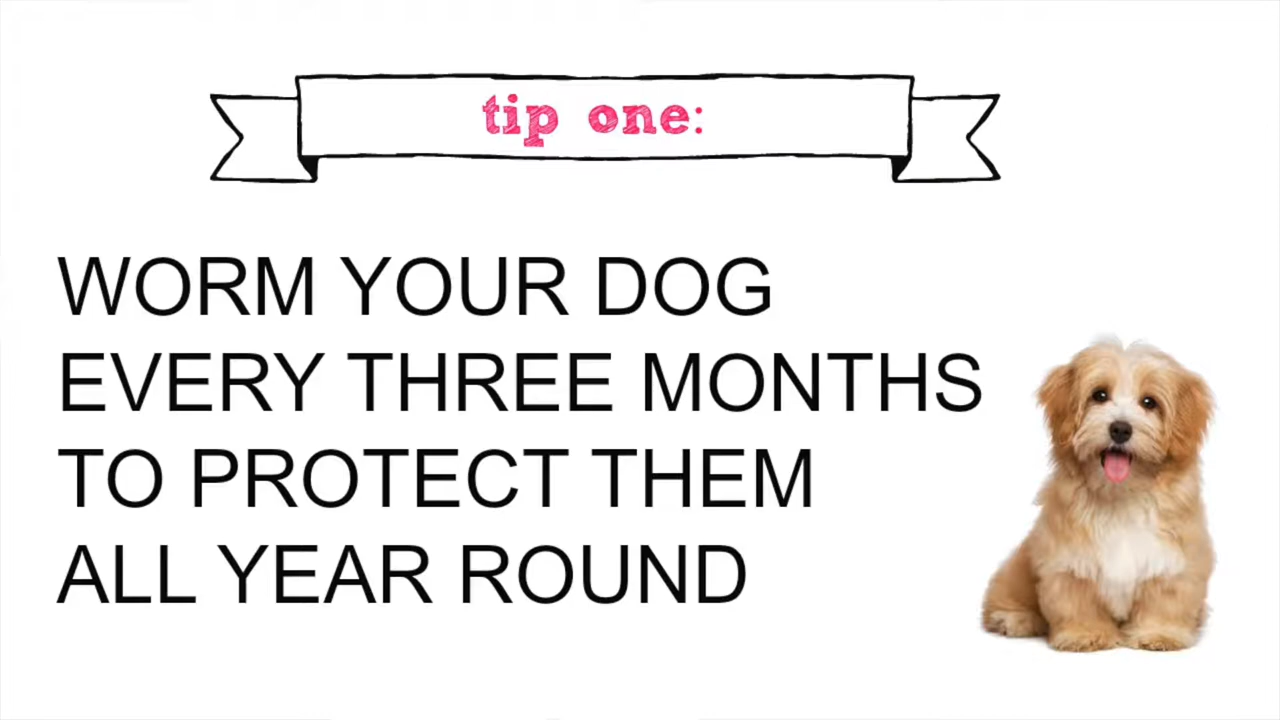 tip one:
WORM YOUR DOG
EVERY THREE MONTHS
TO PROTECT THEM
ALL YEAR ROUND